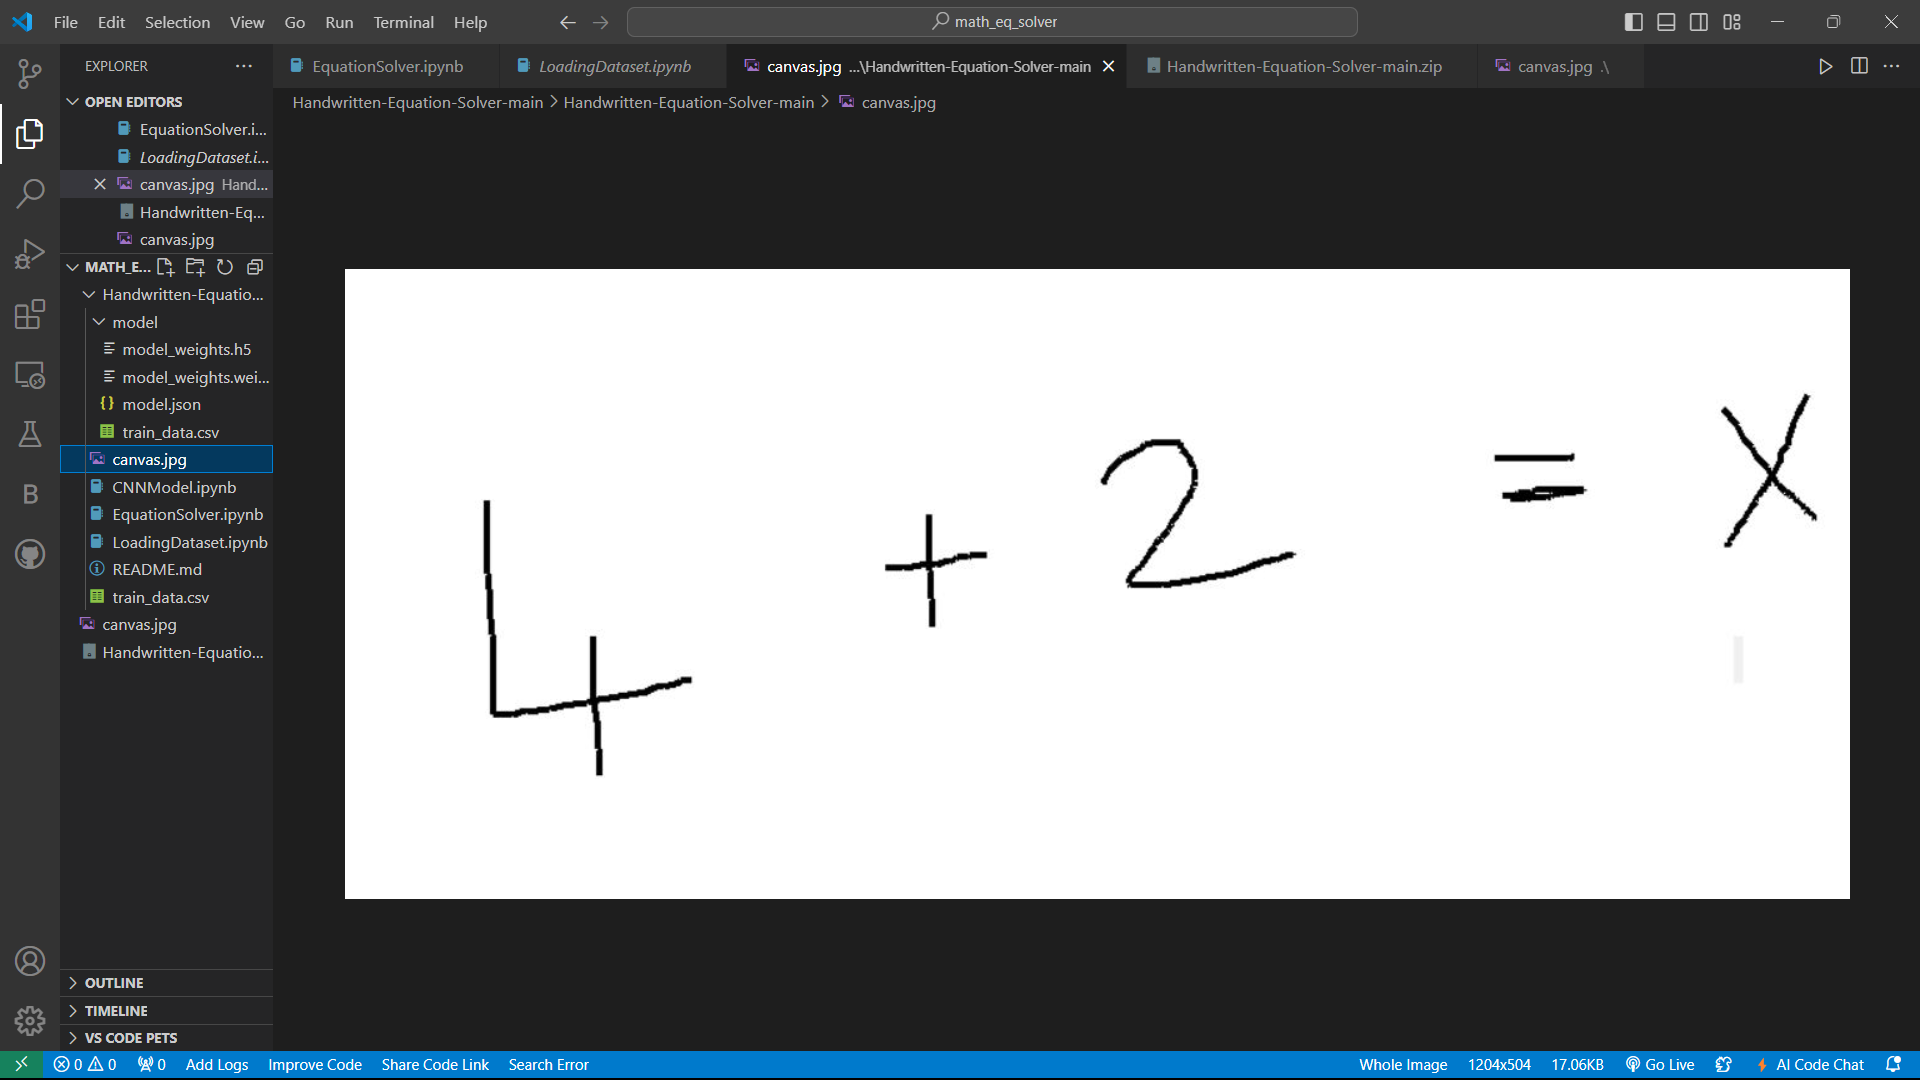 File Edit Selection View Go Run Terminal Help math_eq_solver
EXPLORER
EquationSolver.ipynb LoadingDataset.ipynb canvas.jpg ...\Handwritten-Equation-Solver-main Handwritten-Equation-Solver-main.zip canvas.jpg .\
Handwritten-Equation-Solver-main > Handwritten-Equation-Solver-main > canvas.jpg
OPEN EDITORS
EquationSolver.i...
LoadingDataset.i...
canvas.jpg Hand...
Handwritten-Eq...
canvas.jpg
MATH_E...
Handwritten-Equatio...
model
model_weights.h5
model_weights.wei...
{} model.json
train_data.csv
canvas.jpg
CNNModel.ipynb
EquationSolver.ipynb
LoadingDataset.ipynb
README.md
train_data.csv
canvas.jpg
Handwritten-Equatio...
B
4 + 2 = X
OUTLINE
TIMELINE
VS CODE PETS
0 0 0 Add Logs Improve Code Share Code Link Search Error Whole Image 1204x504 17.06KB Go Live AI Code Chat